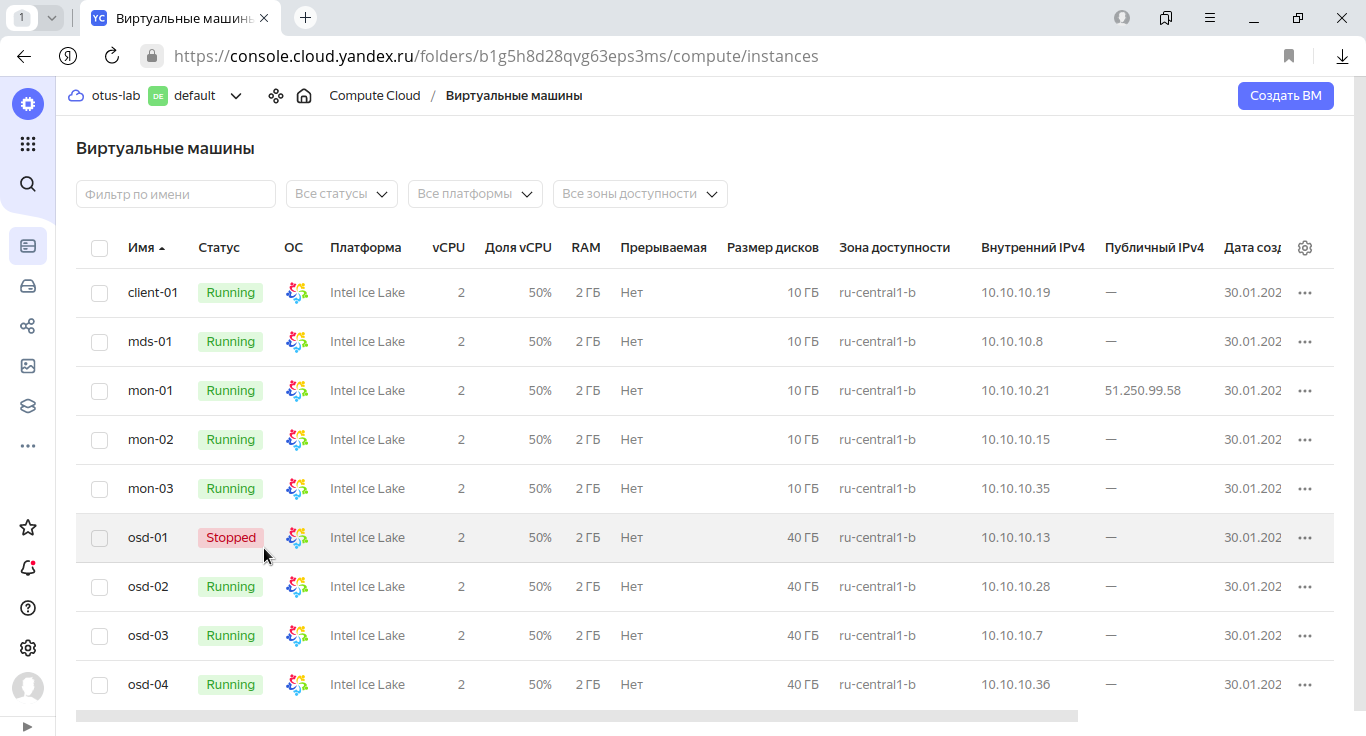 1
YC Виртуальные машины
https://console.cloud.yandex.ru/folders/b1g5h8d28qvg63eps3ms/compute/instances
otus-lab DE default Compute Cloud / Виртуальные машины Создать ВМ
Виртуальные машины
Фильтр по имени Все статусы Все платформы Все зоны доступности
Имя Статус ОС Платформа vCPU Доля vCPU RAM Прерываемая Размер дисков Зона доступности Внутренний IPv4 Публичный IPv4 Дата созд
client-01 Running Intel Ice Lake 2 50% 2 ГБ Нет 10 ГБ ru-central1-b 10.10.10.19 — 30.01.202
mds-01 Running Intel Ice Lake 2 50% 2 ГБ Нет 10 ГБ ru-central1-b 10.10.10.8 — 30.01.202
mon-01 Running Intel Ice Lake 2 50% 2 ГБ Нет 10 ГБ ru-central1-b 10.10.10.21 51.250.99.58 30.01.202
mon-02 Running Intel Ice Lake 2 50% 2 ГБ Нет 10 ГБ ru-central1-b 10.10.10.15 — 30.01.202
mon-03 Running Intel Ice Lake 2 50% 2 ГБ Нет 10 ГБ ru-central1-b 10.10.10.35 — 30.01.202
osd-01 Stopped Intel Ice Lake 2 50% 2 ГБ Нет 40 ГБ ru-central1-b 10.10.10.13 — 30.01.202
osd-02 Running Intel Ice Lake 2 50% 2 ГБ Нет 40 ГБ ru-central1-b 10.10.10.28 — 30.01.202
osd-03 Running Intel Ice Lake 2 50% 2 ГБ Нет 40 ГБ ru-central1-b 10.10.10.7 — 30.01.202
osd-04 Running Intel Ice Lake 2 50% 2 ГБ Нет 40 ГБ ru-central1-b 10.10.10.36 — 30.01.202